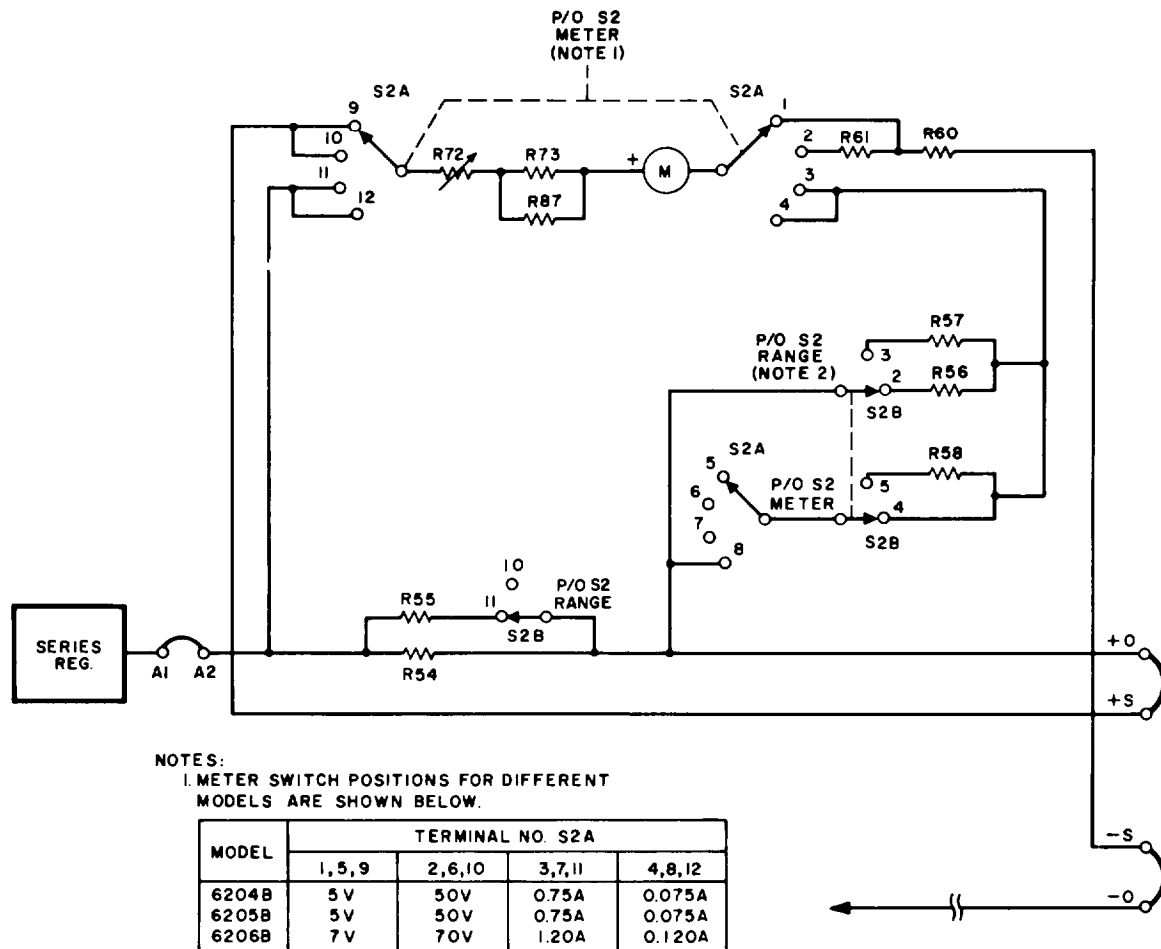 P/O S2
METER
(NOTE 1)
S2A
S2A
9
10
11
12
R72
R73
R87
+
M
1
2
3
4
R61
R60
R57
P/O S2
RANGE
(NOTE 2)
3
2
R56
S2B
S2A
R58
5
6
7
8
P/O S2
METER
5
4
S2B
10
11
P/O S2
RANGE
R55
S2B
R54
SERIES
REG.
A1
A2
+O
+S
-S
-O
NOTES:
1. METER SWITCH POSITIONS FOR DIFFERENT
MODELS ARE SHOWN BELOW.
MODEL TERMINAL NO. S2A
1,5,9 2,6,10 3,7,11 4,8,12
6204B 5V 50V 0.75A 0.075A
6205B 5V 50V 0.75A 0.075A
6206B 7V 70V 1.20A 0.120A